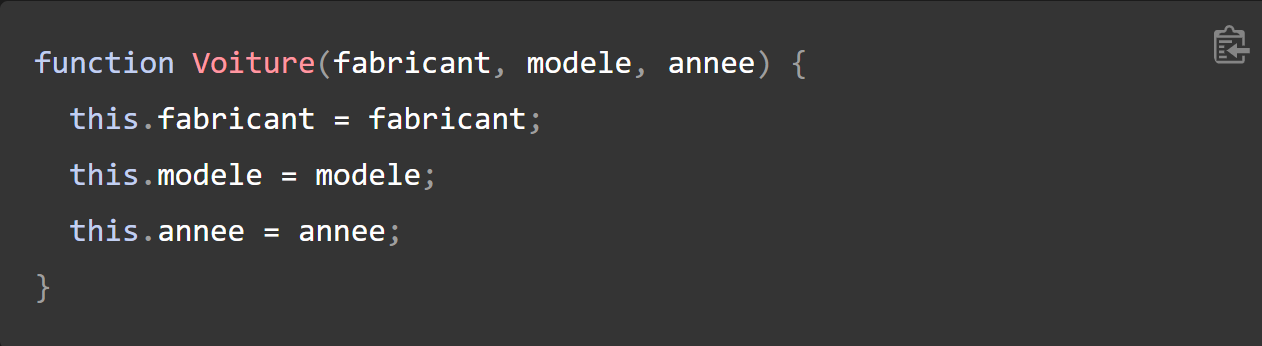 function Voiture(fabricant, modele, annee) {
  this.fabricant = fabricant;
  this.modele = modele;
  this.annee = annee;
}